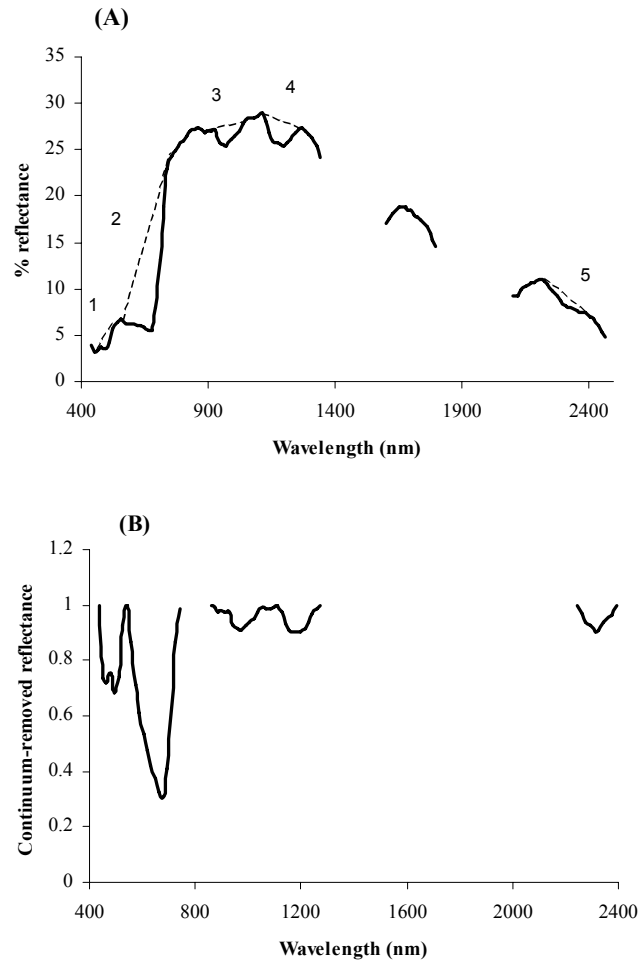 (A)
35
30
25
20
15
10
5
0
% reflectance
1
2
3
4
5
400 900 1400 1900 2400
Wavelength (nm)
(B)
1.2
1
0.8
0.6
0.4
0.2
0
Continuum-removed reflectance
400 800 1200 1600 2000 2400
Wavelength (nm)